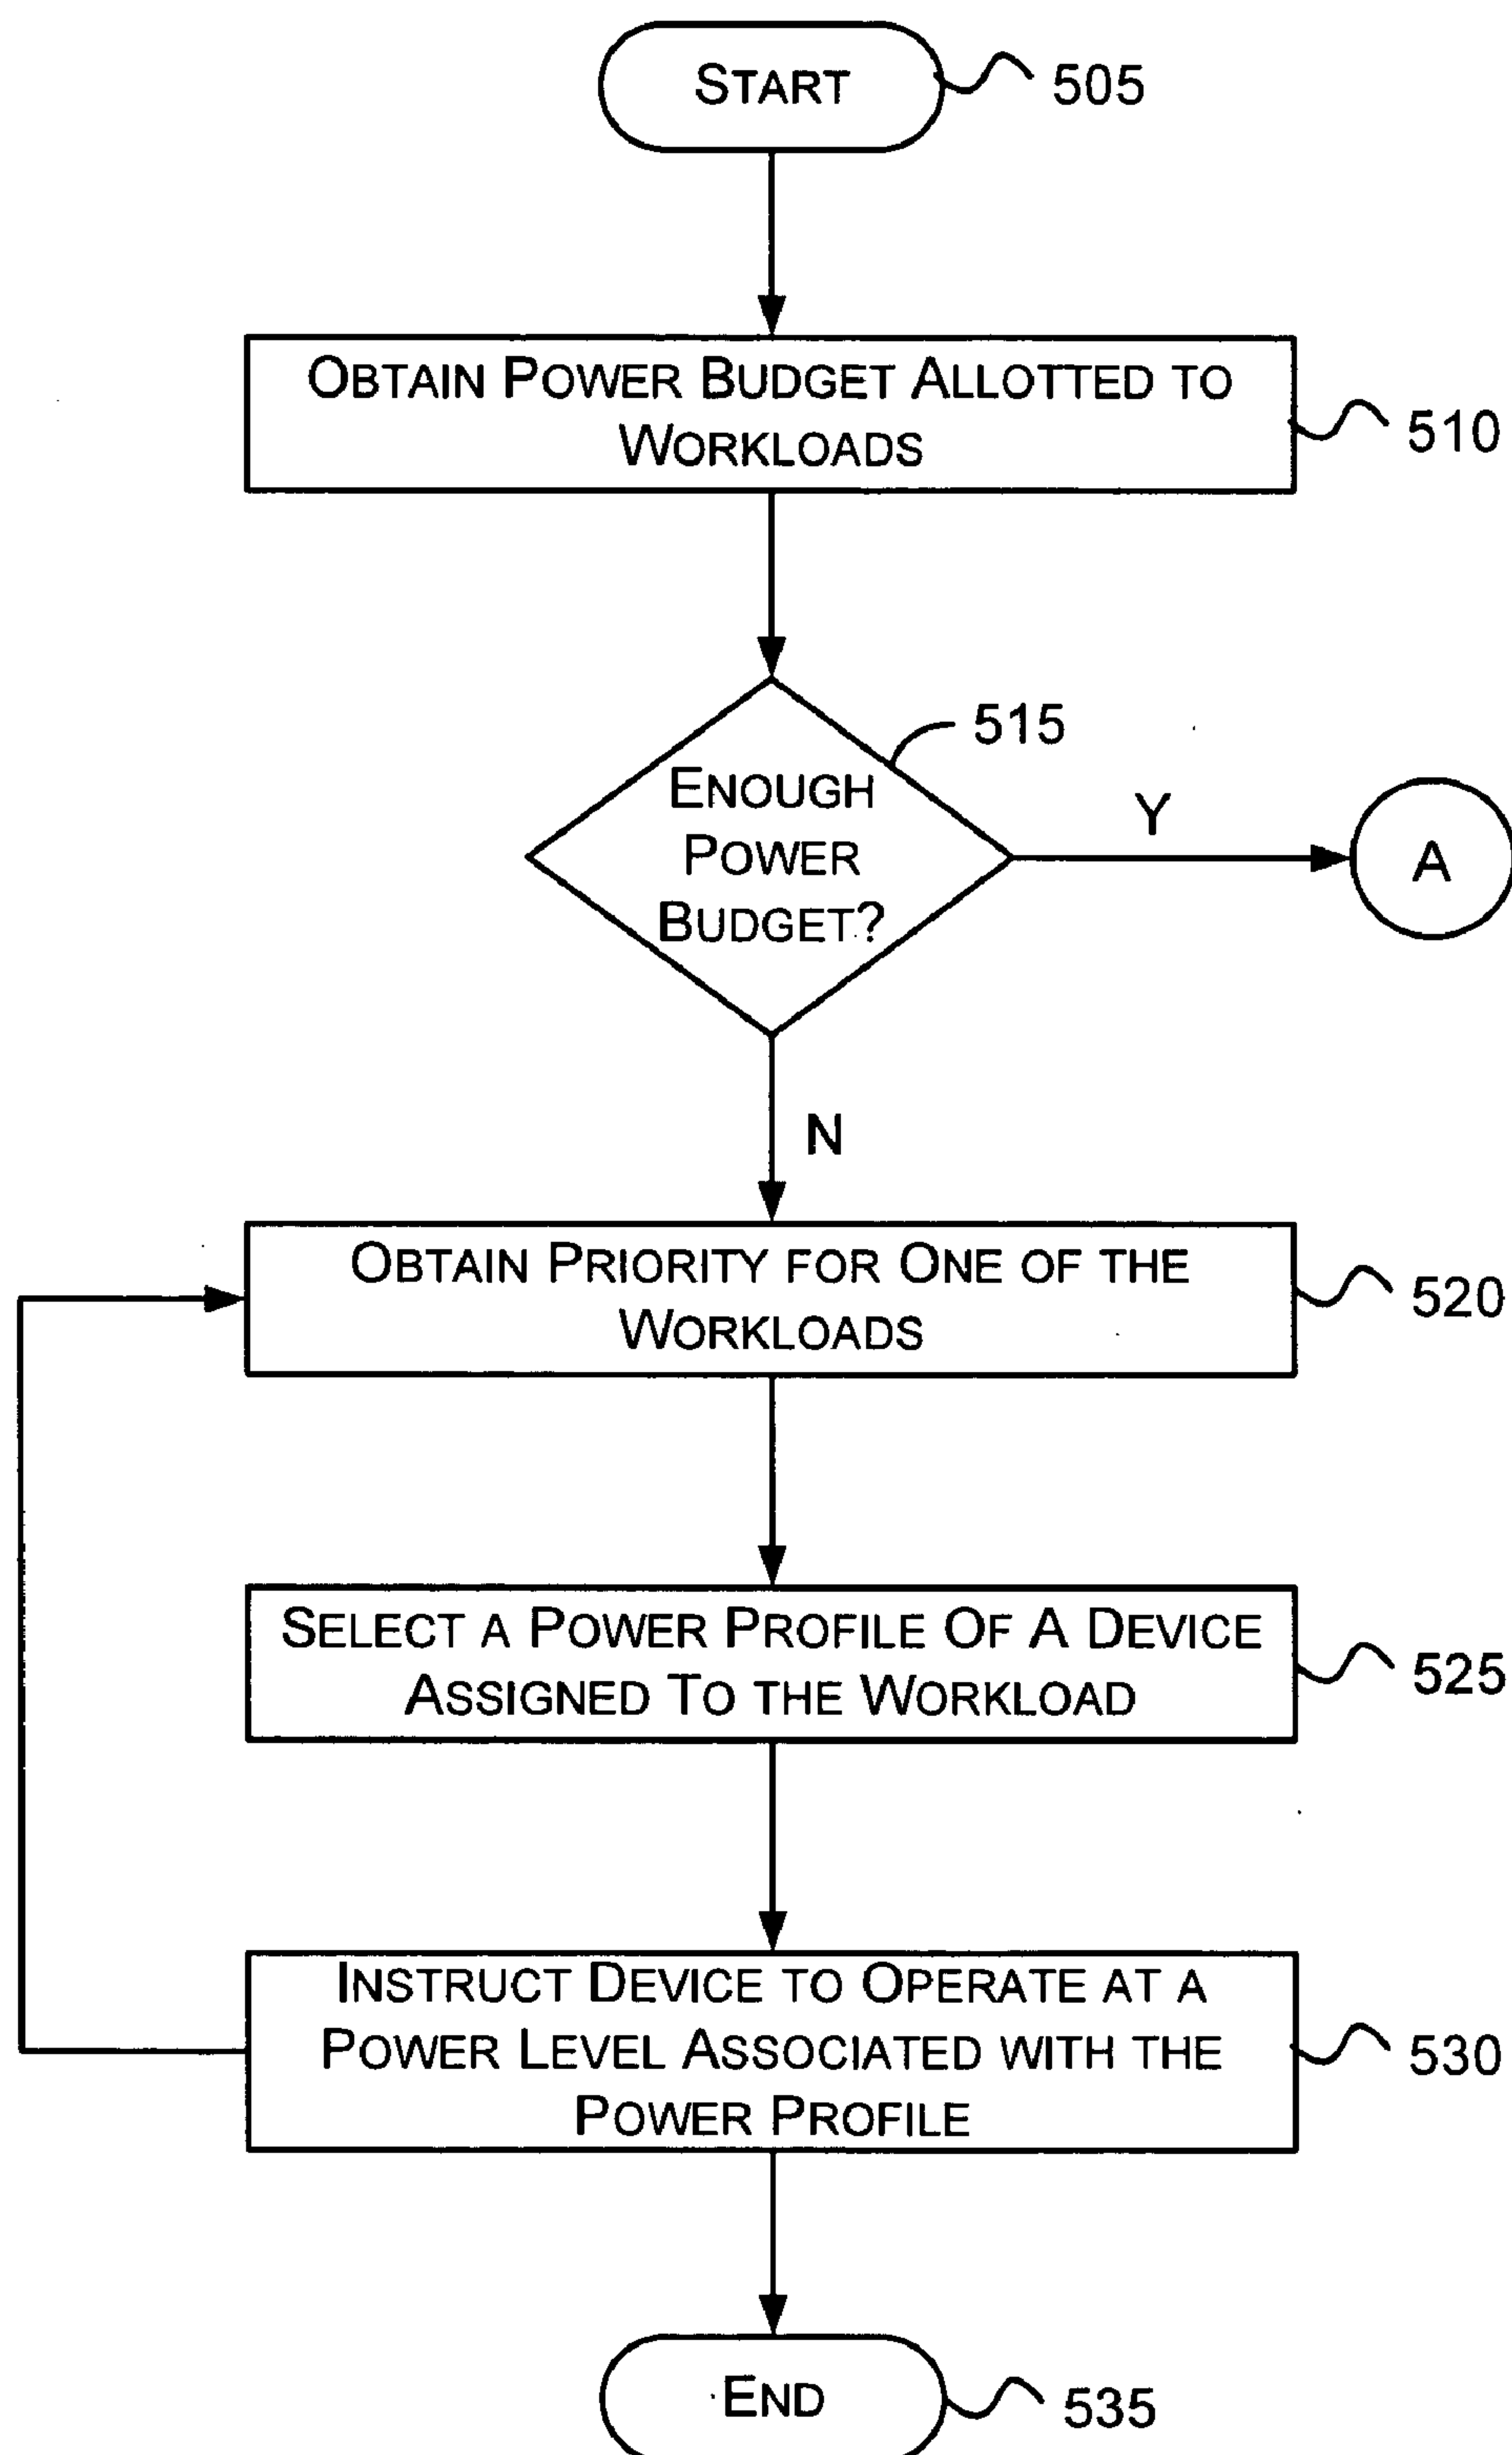 START
505
OBTAIN POWER BUDGET ALLOTTED TO
WORKLOADS
510
515
ENOUGH
POWER
BUDGET?
Y
A
N
OBTAIN PRIORITY FOR ONE OF THE
WORKLOADS
520
SELECT A POWER PROFILE OF A DEVICE
ASSIGNED TO THE WORKLOAD
525
INSTRUCT DEVICE TO OPERATE AT A
POWER LEVEL ASSOCIATED WITH THE
POWER PROFILE
530
END
535